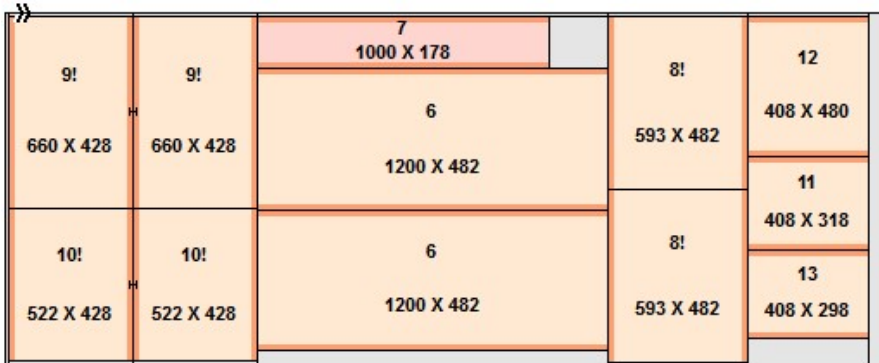 9!
660 X 428
9!
660 X 428
10!
522 X 428
10!
522 X 428
7
1000 X 178
6
1200 X 482
6
1200 X 482
8!
593 X 482
8!
593 X 482
12
408 X 480
11
408 X 318
13
408 X 298